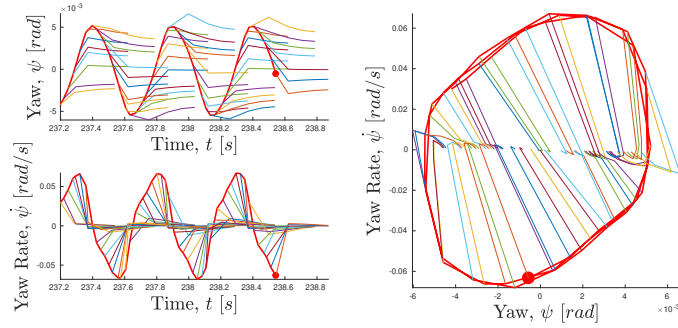 ×10⁻³
5
0
-5
Yaw, ψ [rad]
237.2 237.4 237.6 237.8 238 238.2 238.4 238.6 238.8
Time, t [s]
0.05
0
-0.05
Yaw Rate, ψ̇ [rad/s]
237.2 237.4 237.6 237.8 238 238.2 238.4 238.6 238.8
Time, t [s]
0.06
0.04
0.02
0
-0.02
-0.04
-0.06
Yaw Rate, ψ̇ [rad/s]
-6 -4 -2 0 2 4 6
Yaw, ψ [rad]